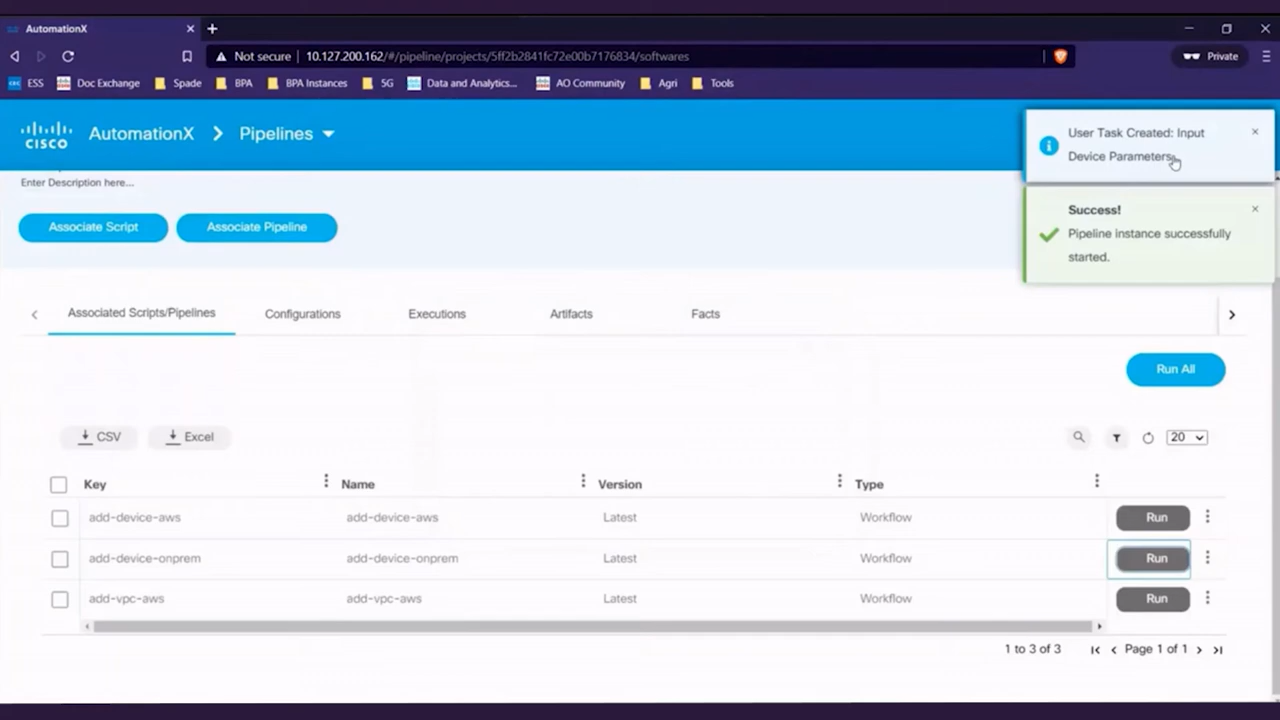 AutomationX
Not secure
10.127.200.162/#/pipeline/projects/5ff2b2841fc72e00b7176834/softwares
Private
ESS
Doc Exchange
Spade
BPA
BPA Instances
5G
Data and Analytics...
AO Community
Agri
Tools
CISCO
AutomationX > Pipelines
User Task Created: Input
Device Parameters
Enter Description here...
Success!
Pipeline instance successfully
started.
Associate Script
Associate Pipeline
Associated Scripts/Pipelines
Configurations
Executions
Artifacts
Facts
Run All
CSV
Excel
20
Key
Name
Version
Type
add-device-aws
add-device-aws
Latest
Workflow
Run
add-device-onprem
add-device-onprem
Latest
Workflow
Run
add-vpc-aws
add-vpc-aws
Latest
Workflow
Run
1 to 3 of 3
Page 1 of 1